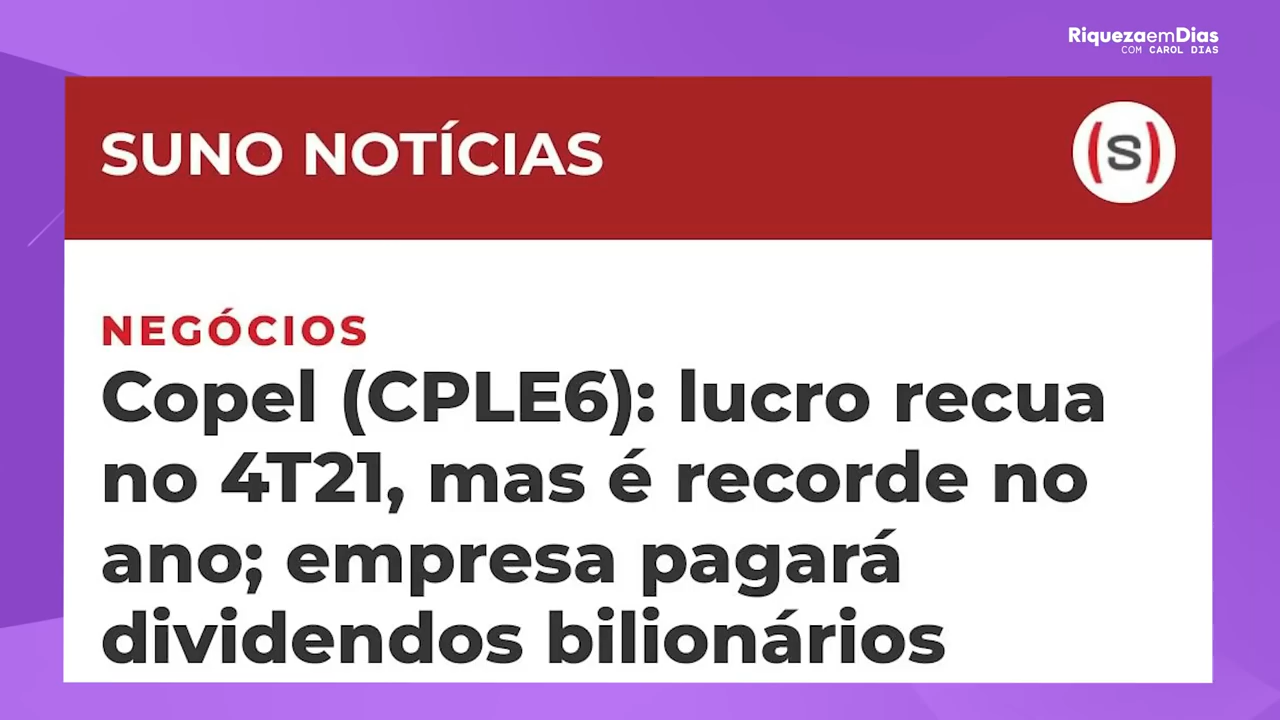 RiquezaemDias
COM CAROL DIAS
SUNO NOTÍCIAS
(S)
NEGÓCIOS
Copel (CPLE6): lucro recua
no 4T21, mas é recorde no
ano; empresa pagará
dividendos bilionários